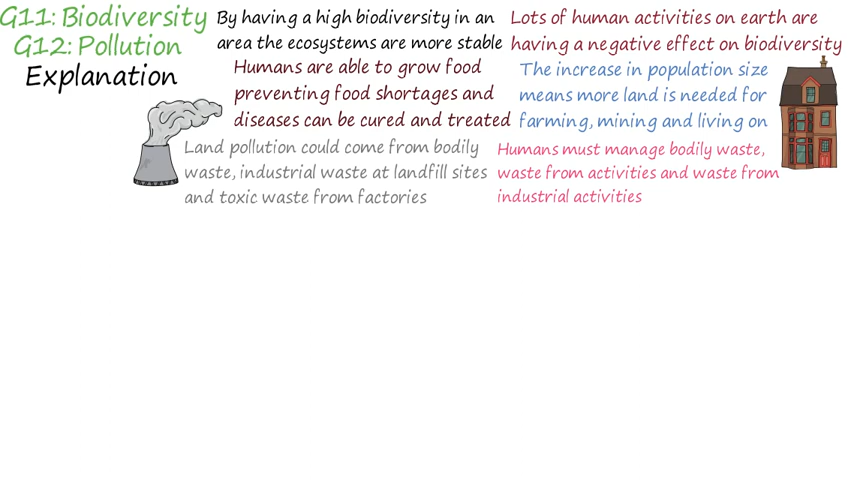 G11: Biodiversity
G12: Pollution
Explanation
By having a high biodiversity in an
area the ecosystems are more stable
Lots of human activities on earth are
having a negative effect on biodiversity
Humans are able to grow food
preventing food shortages and
diseases can be cured and treated
The increase in population size
means more land is needed for
farming, mining and living on
Land pollution could come from bodily
waste, industrial waste at landfill sites
and toxic waste from factories
Humans must manage bodily waste,
waste from activities and waste from
industrial activities